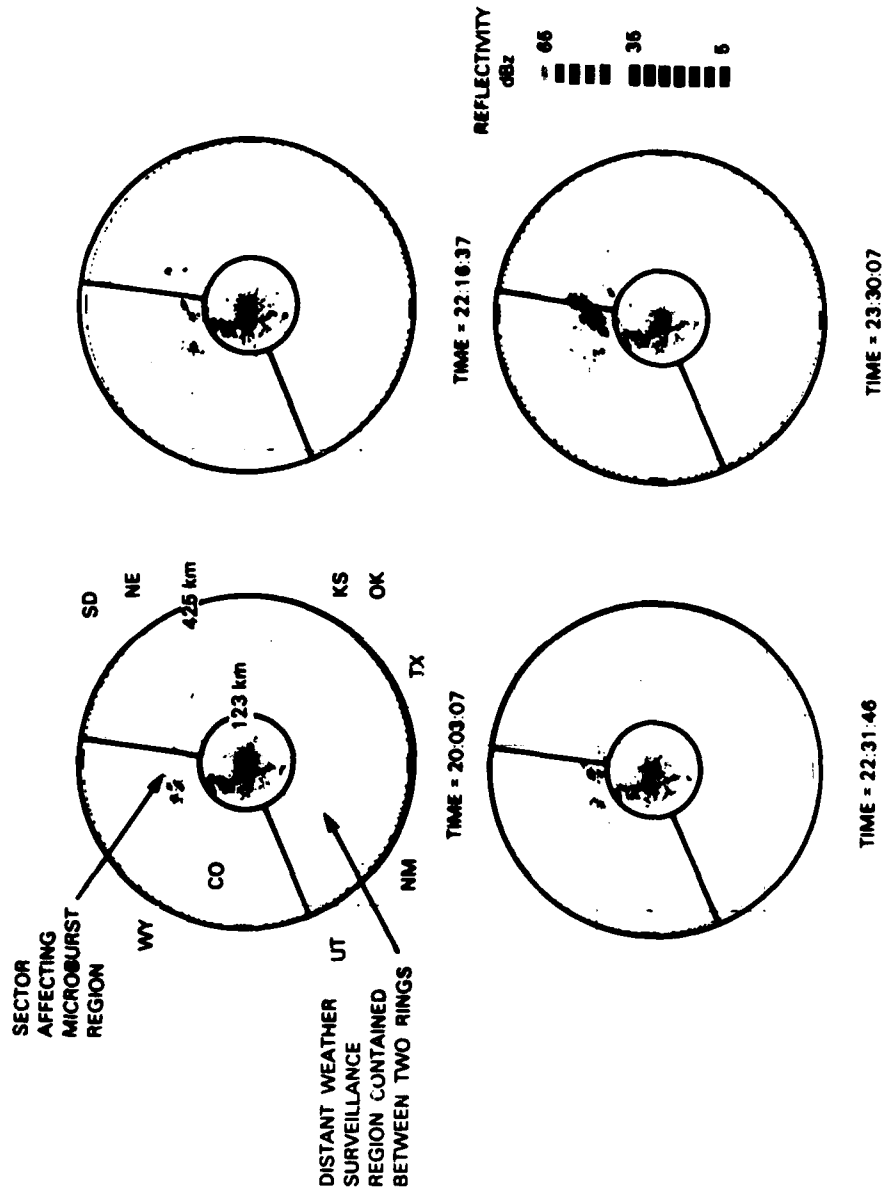 SECTOR
AFFECTING
MICROBURST
REGION
WY
SD
NE
425 km
CO
123 km
UT
NM
TX
KS
OK
DISTANT WEATHER
SURVEILLANCE
REGION CONTAINED
BETWEEN TWO RINGS
TIME = 20:03:07
TIME = 22:16:37
REFLECTIVITY
dBz
65
35
5
TIME = 22:31:46
TIME = 23:30:07